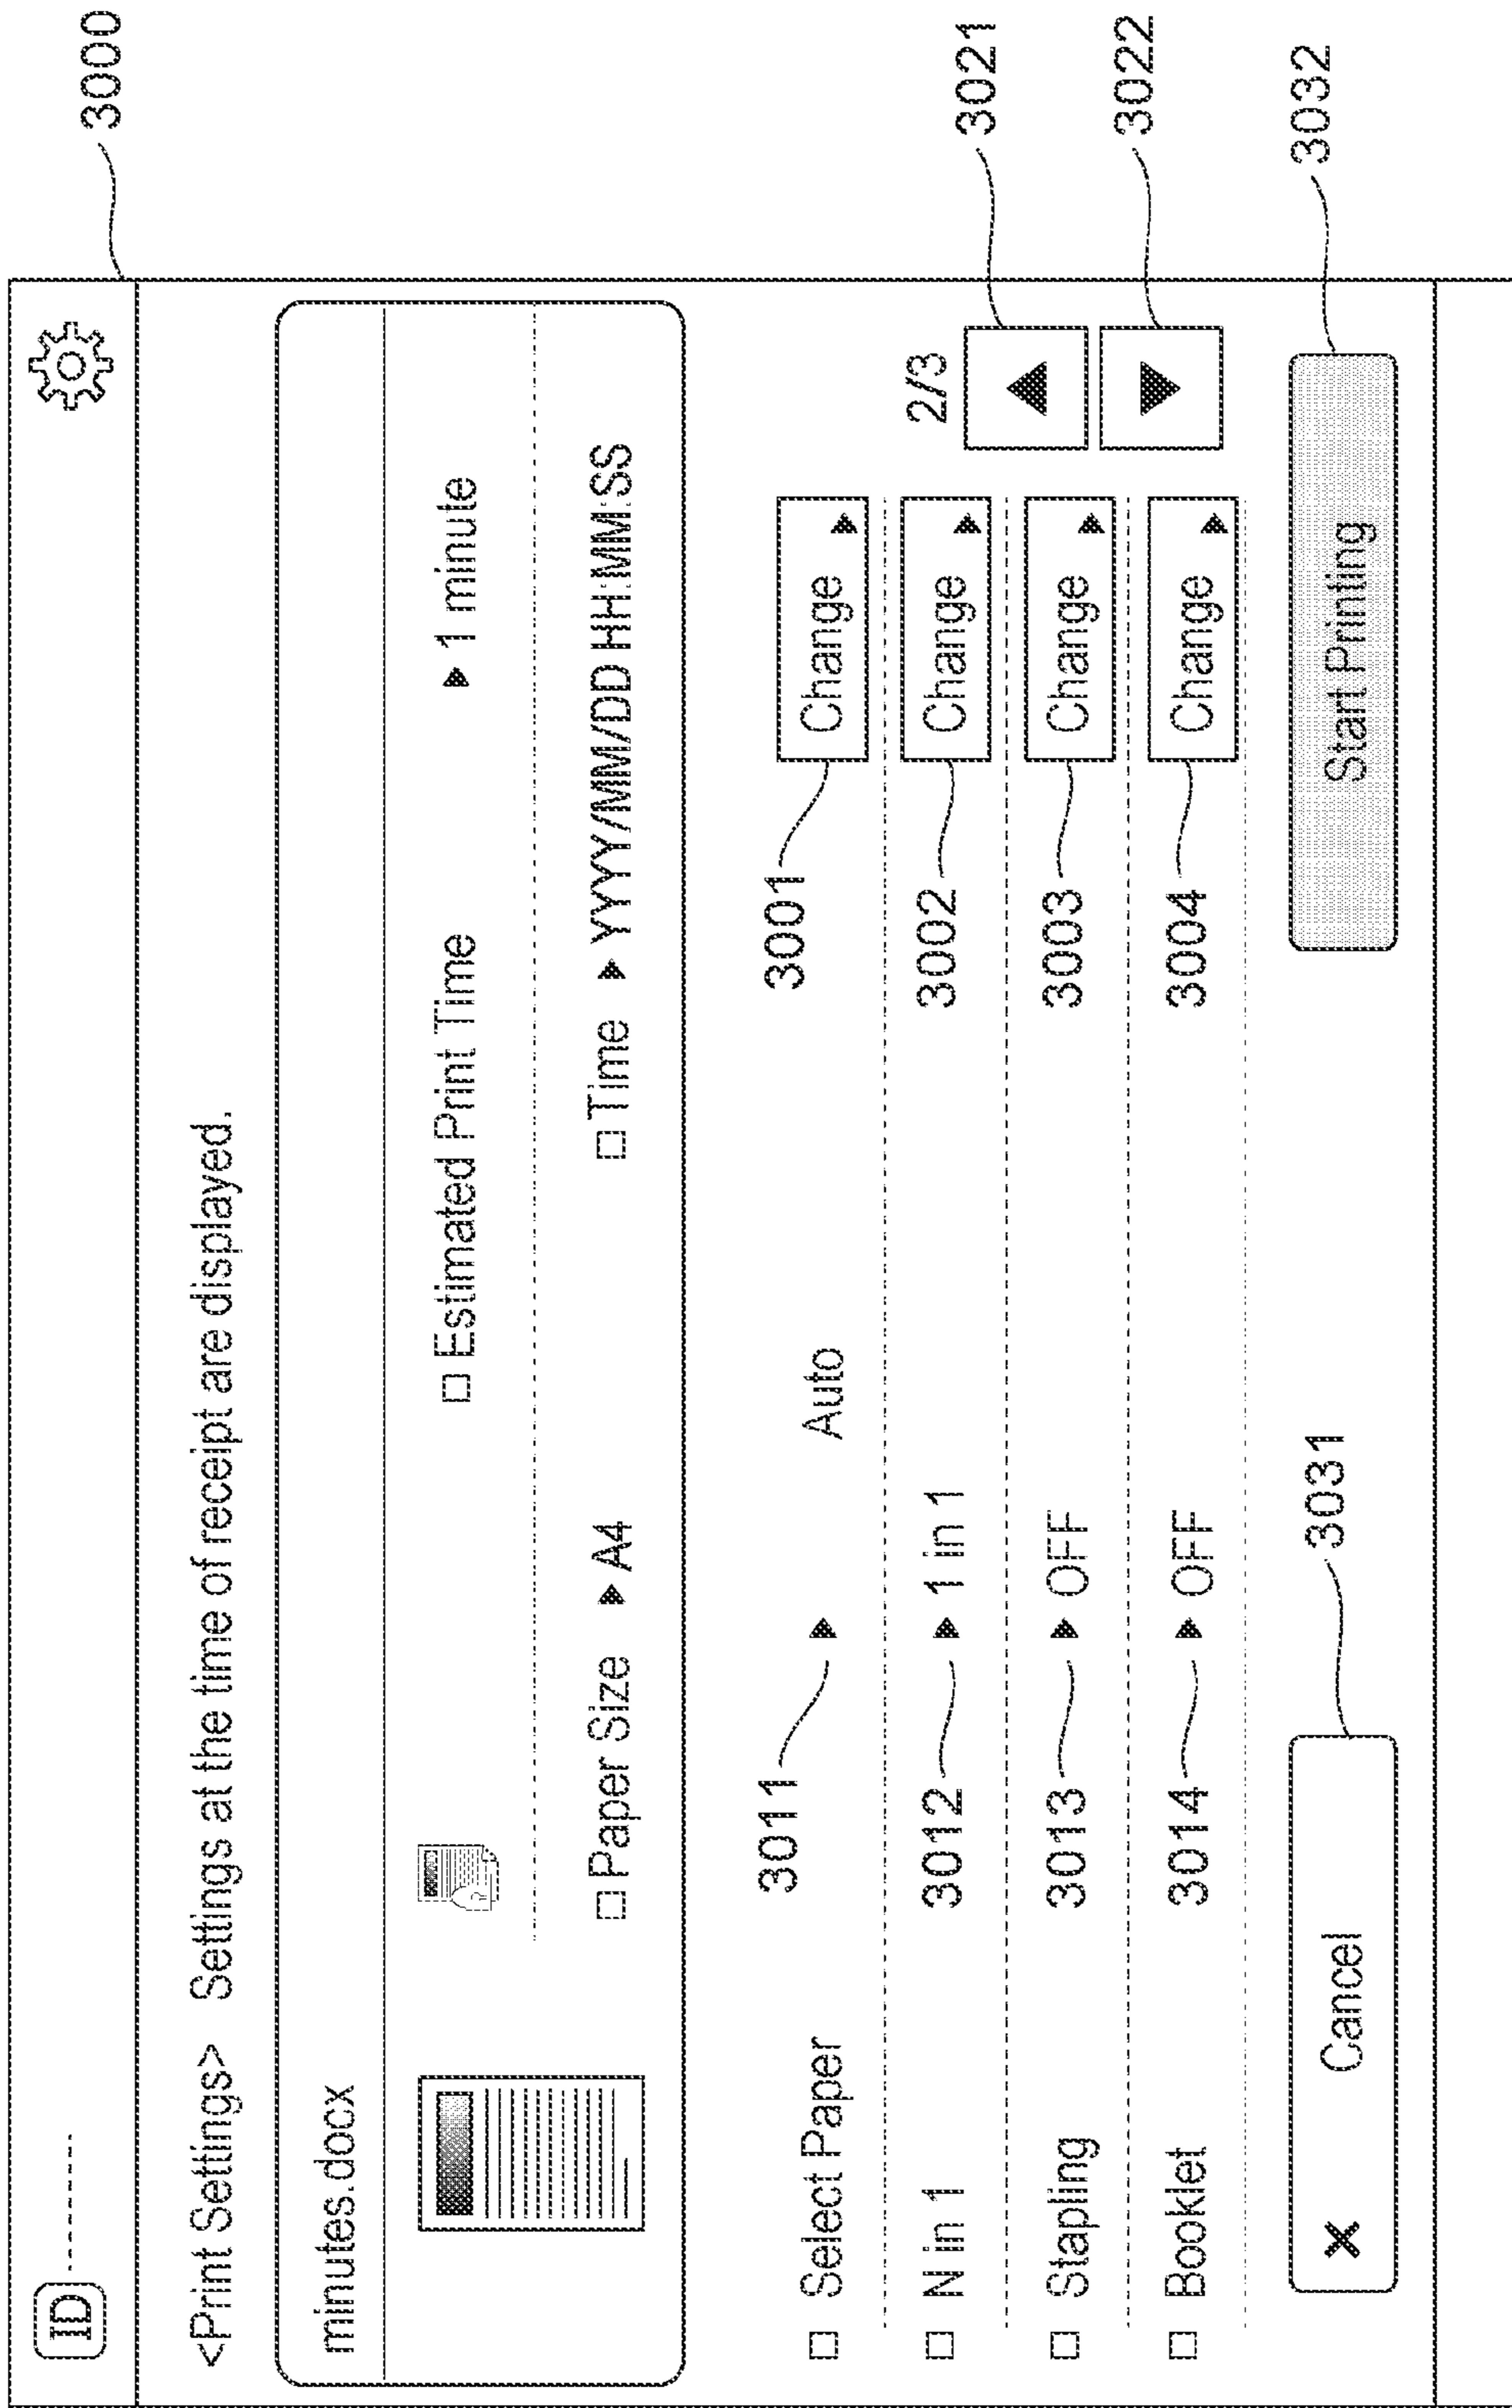 3000
ID
<Print Settings> Settings at the time of receipt are displayed.
minutes.docx
□ Estimated Print Time ▶ 1 minute
□ Paper Size ▶ A4 □ Time ▶ YYYY/MM/DD HH:MM:SS
□ Select Paper 3011 ▶ Auto 3001 Change ▶
□ N in 1 3012 ▶ 1 in 1 3002 Change ▶
□ Stapling 3013 ▶ OFF 3003 Change ▶
□ Booklet 3014 ▶ OFF 3004 Change ▶
2/3
▲ 3021
▼ 3022
× Cancel 3031
Start Printing 3032